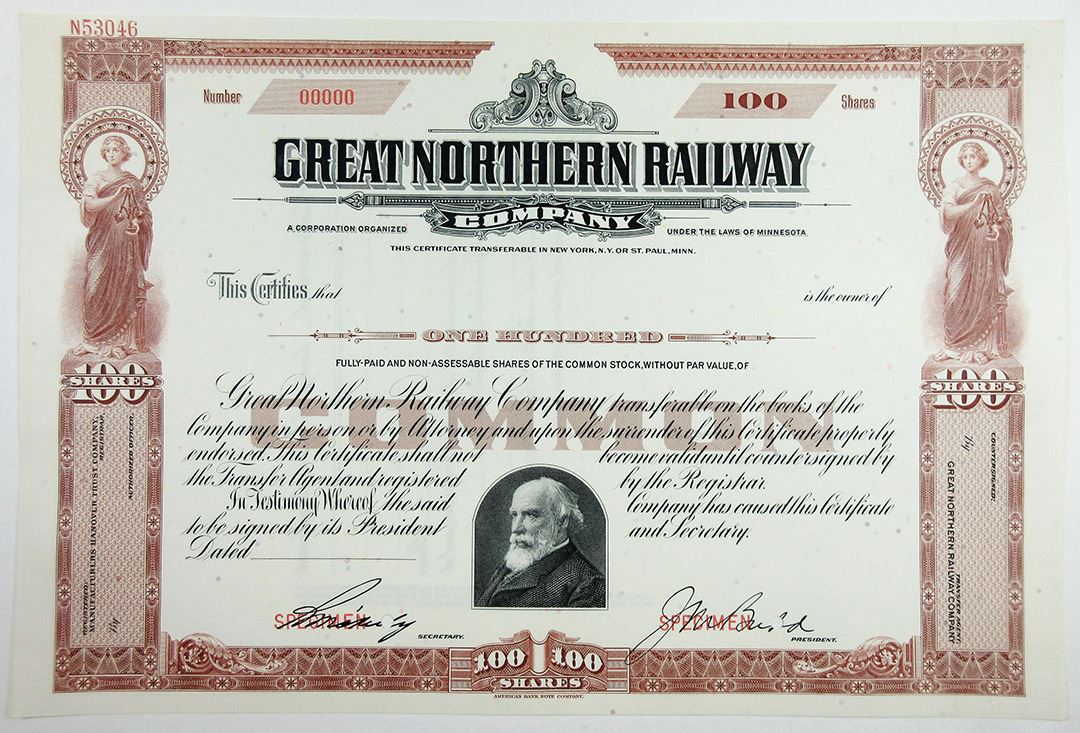 N53046
Number 00000 100 Shares
GREAT NORTHERN RAILWAY
COMPANY
A CORPORATION ORGANIZED UNDER THE LAWS OF MINNESOTA
THIS CERTIFICATE TRANSFERABLE IN NEW YORK, N.Y. OR ST. PAUL, MINN.
This Certifies that is the owner of
ONE HUNDRED
FULLY-PAID AND NON-ASSESSABLE SHARES OF THE COMMON STOCK, WITHOUT PAR VALUE, OF
COMMON
Great Northern Railway Company transferable on the books of the
Company in person or by Attorney and upon the surrender of this Certificate properly
endorsed. This Certificate shall not become valid until countersigned by
the Transfer Agent and registered by the Registrar.
In Testimony Whereof, the said Company has caused this Certificate
to be signed by its President and Secretary.
Dated
SPECIMEN SPECIMEN
SECRETARY. PRESIDENT.
100
SHARES
REGISTERED:
MANUFACTURERS HANOVER TRUST COMPANY,
REGISTRAR.
By
AUTHORIZED OFFICER.
100
SHARES
COUNTERSIGNED:
GREAT NORTHERN RAILWAY COMPANY
TRANSFER AGENT.
By
100 100
SHARES
AMERICAN BANK NOTE COMPANY.